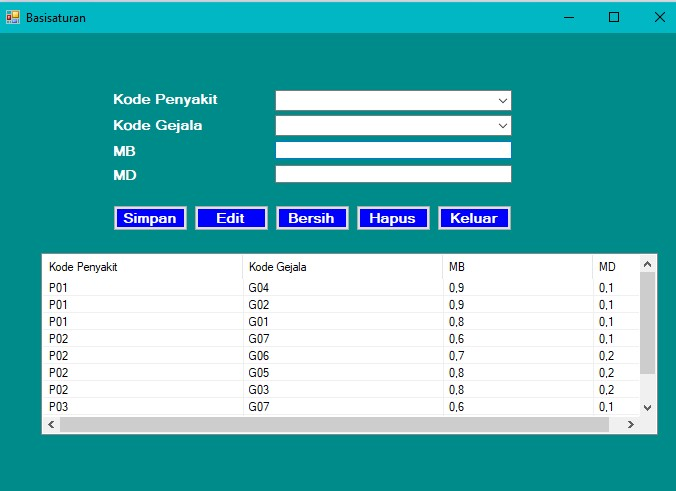 Basisaturan
Kode Penyakit
Kode Gejala
MB
MD
Simpan Edit Bersih Hapus Keluar
Kode Penyakit Kode Gejala MB MD
P01 G04 0,9 0,1
P01 G02 0,9 0,1
P01 G01 0,8 0,1
P02 G07 0,6 0,1
P02 G06 0,7 0,2
P02 G05 0,8 0,2
P02 G03 0,8 0,2
P03 G07 0,6 0,1